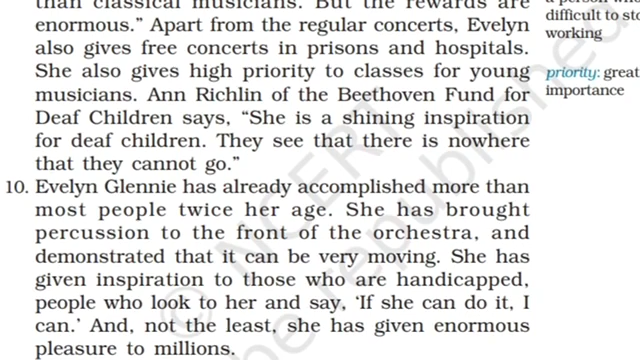 than classical musicians. But the rewards are
enormous.” Apart from the regular concerts, Evelyn
also gives free concerts in prisons and hospitals.
She also gives high priority to classes for young
musicians. Ann Richlin of the Beethoven Fund for
Deaf Children says, “She is a shining inspiration
for deaf children. They see that there is nowhere
that they cannot go.”
10. Evelyn Glennie has already accomplished more than
most people twice her age. She has brought
percussion to the front of the orchestra, and
demonstrated that it can be very moving. She has
given inspiration to those who are handicapped,
people who look to her and say, ‘If she can do it, I
can.’ And, not the least, she has given enormous
pleasure to millions.
difficult to
working
priority: great
importance
© NCERT
be republished